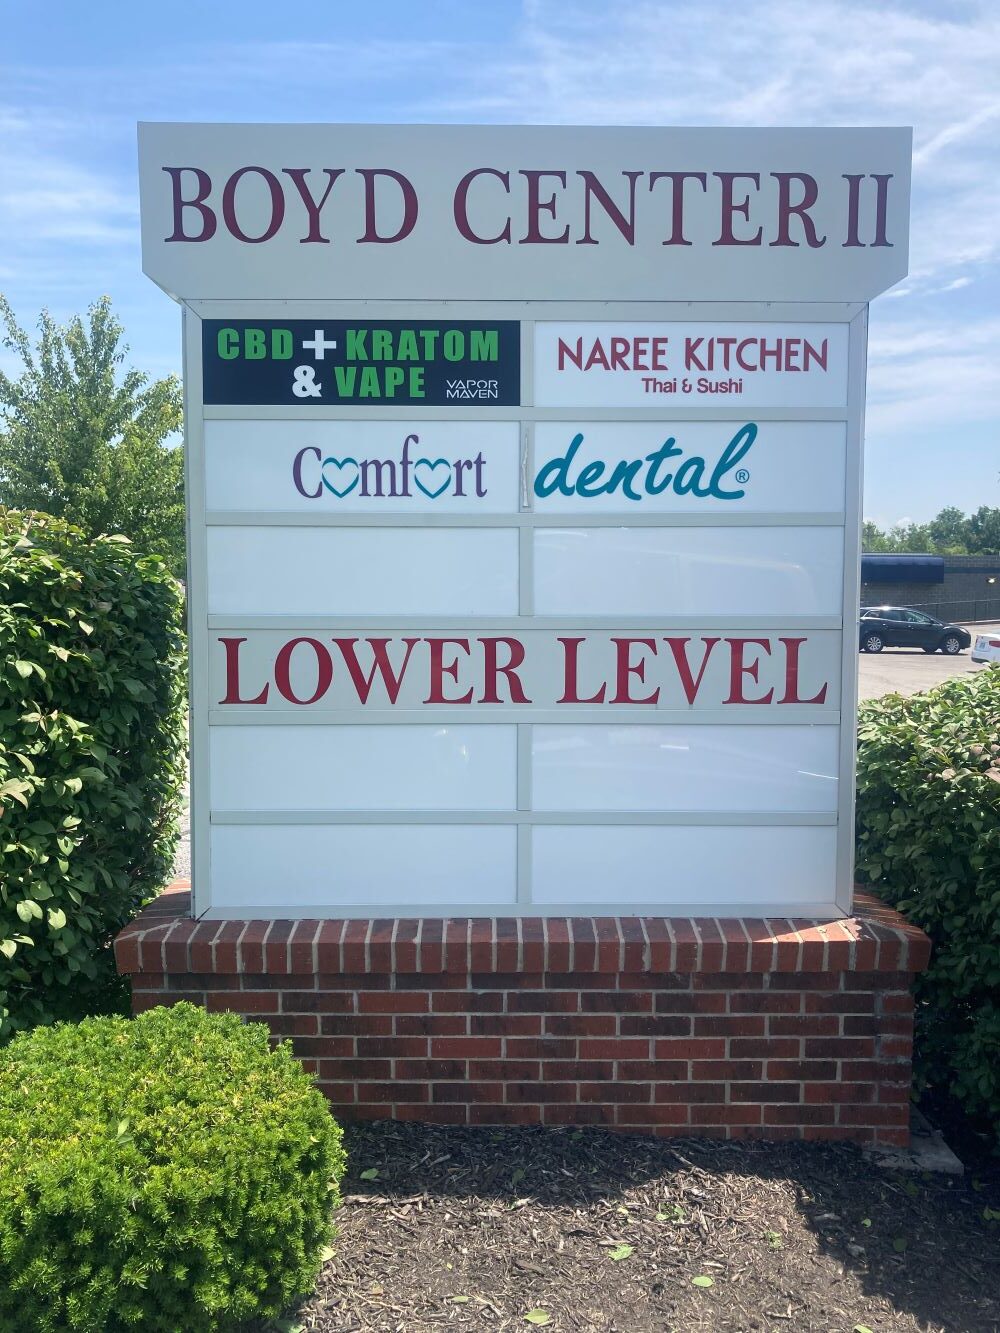 BOYD CENTER II
CBD + KRATOM
& VAPE VAPOR
MAVEN
NAREE KITCHEN
Thai & Sushi
Comfort dental®
LOWER LEVEL